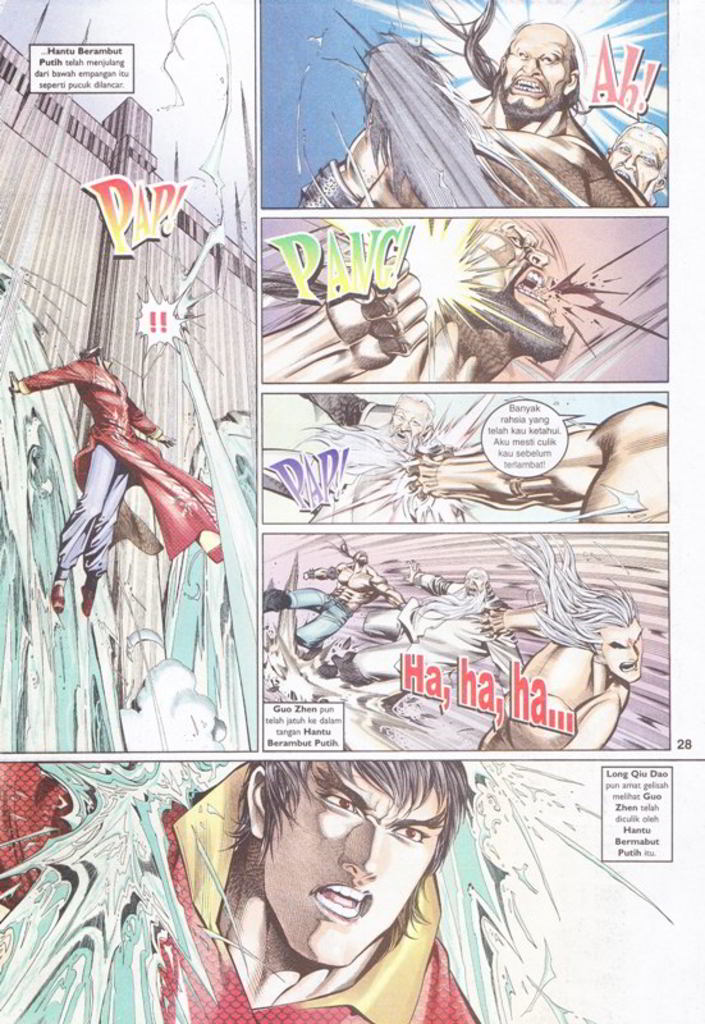 ...Hantu Berambut
Putih telah menjulang
dari bawah empangan itu
seperti pucuk dilancar.
PAP!
!!
Ah!
PANG!
Banyak
rahsia yang
telah kau ketahui.
Aku mesti culik
kau sebelum
terlambat!
PAP!
Ha, ha, ha...
Guo Zhen pun
telah jatuh ke dalam
tangan Hantu
Berambut Putih.
28
Long Qiu Dao
pun amat gelisah
melihat Guo
Zhen telah
diculik oleh
Hantu
Bermabut
Putih itu.